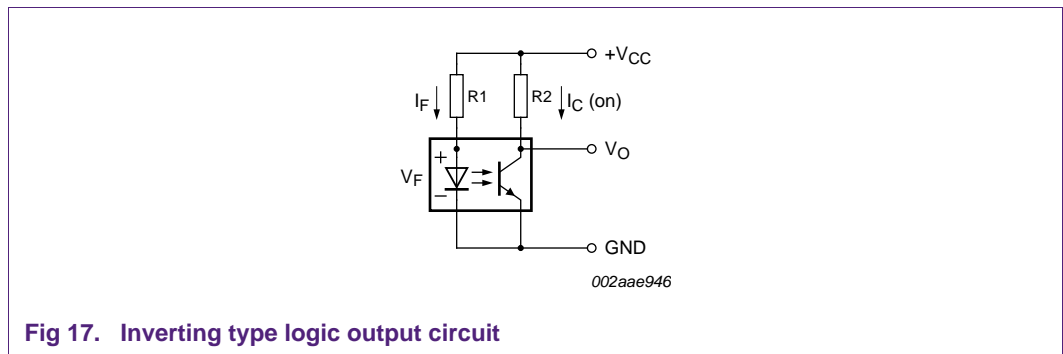 +VCC
IF R1 R2 IC (on)
VO
+
VF
–
GND
002aae946
Fig 17. Inverting type logic output circuit